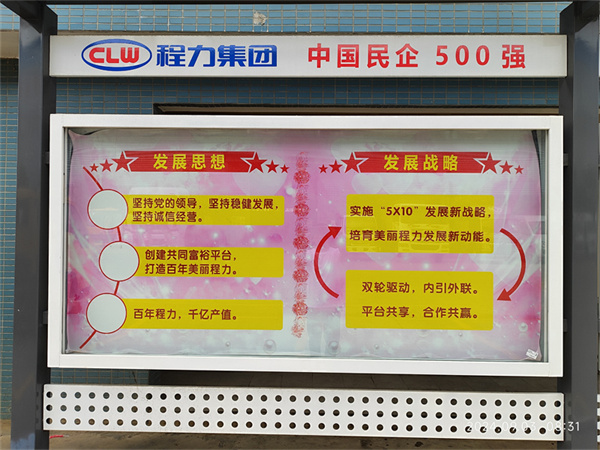 CLW 程力集团 中国民企 500 强
发展思想
坚持党的领导，坚持稳健发展，
坚持诚信经营。
创建共同富裕平台，
打造百年美丽程力。
百年程力，千亿产值。
发展战略
实施“5X10”发展新战略，
培育美丽程力发展新动能。
双轮驱动，内引外联。
平台共享，合作共赢。